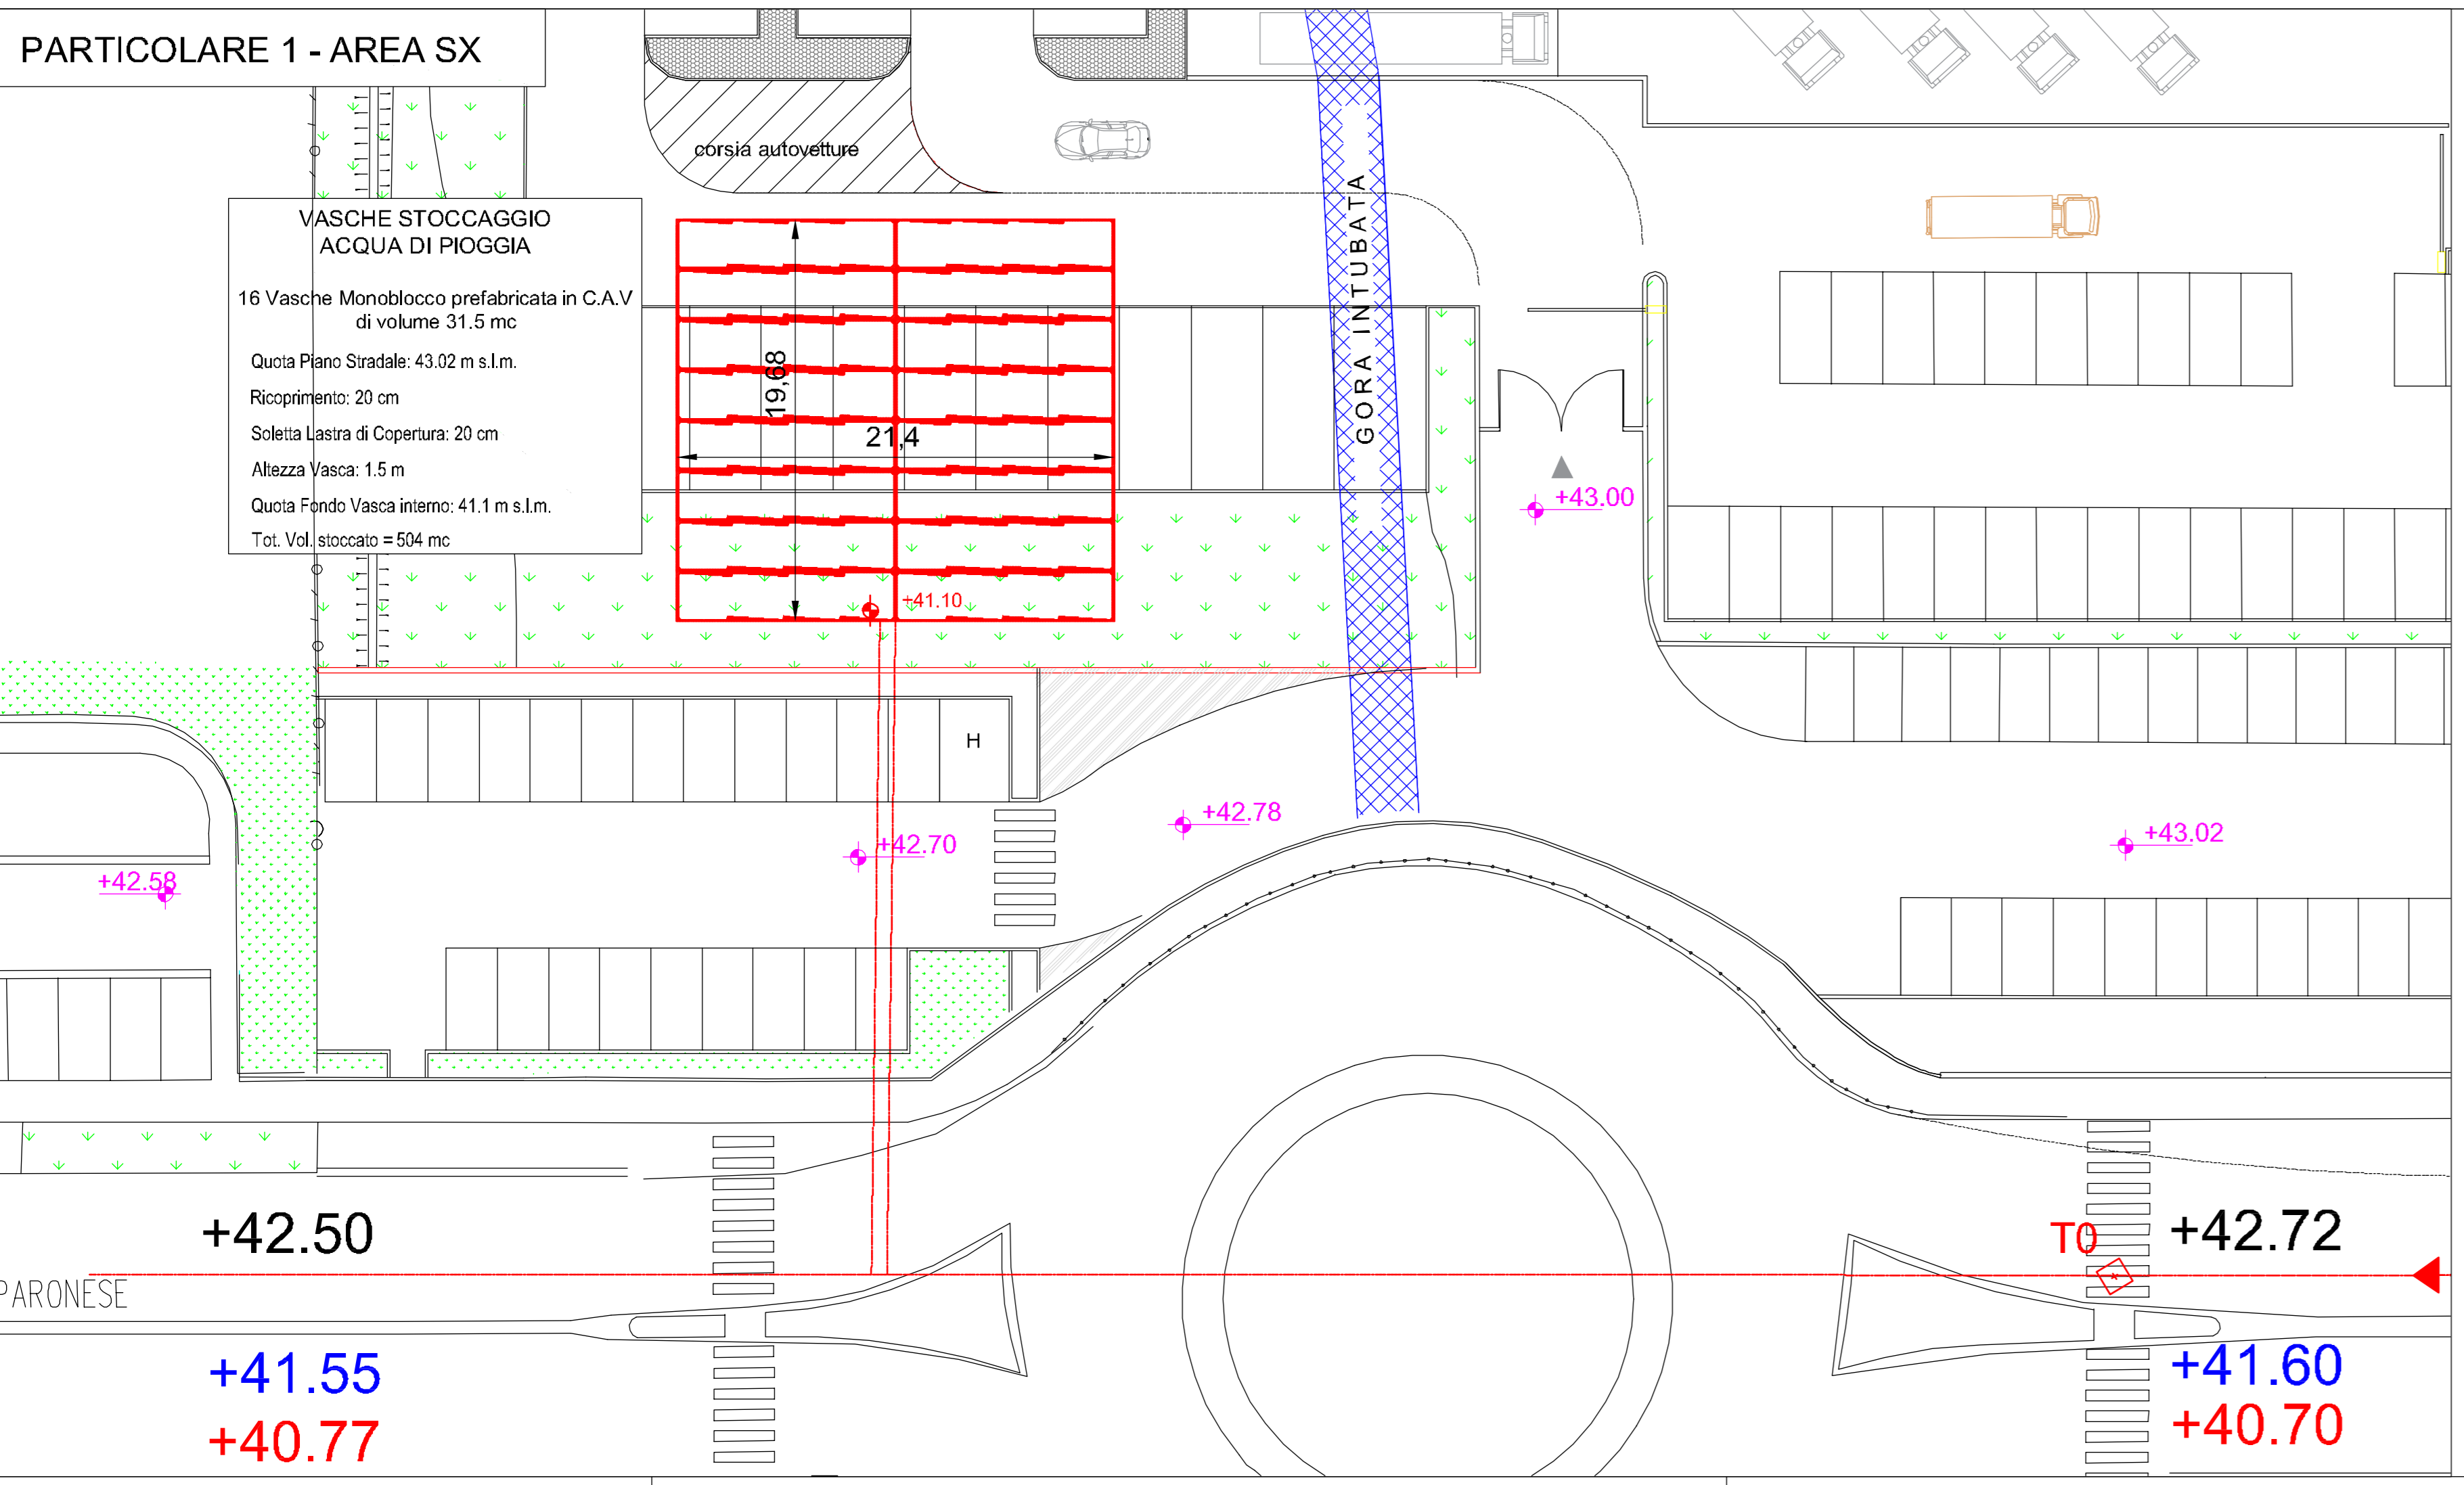 PARTICOLARE 1 - AREA SX
corsia autovetture
VASCHE STOCCAGGIO
ACQUA DI PIOGGIA
16 Vasche Monoblocco prefabricata in C.A.V
di volume 31.5 mc
Quota Piano Stradale: 43.02 m s.l.m.
Ricoprimento: 20 cm
Soletta Lastra di Copertura: 20 cm
Altezza Vasca: 1.5 m
Quota Fondo Vasca interno: 41.1 m s.l.m.
Tot. Vol. stoccato = 504 mc
19,68
21,4
+41.10
GORA INTUBATA
+43.00
H
+42.70
+42.78
+43.02
+42.58
+42.50
PARONESE
+41.55
+40.77
T0
+42.72
+41.60
+40.70